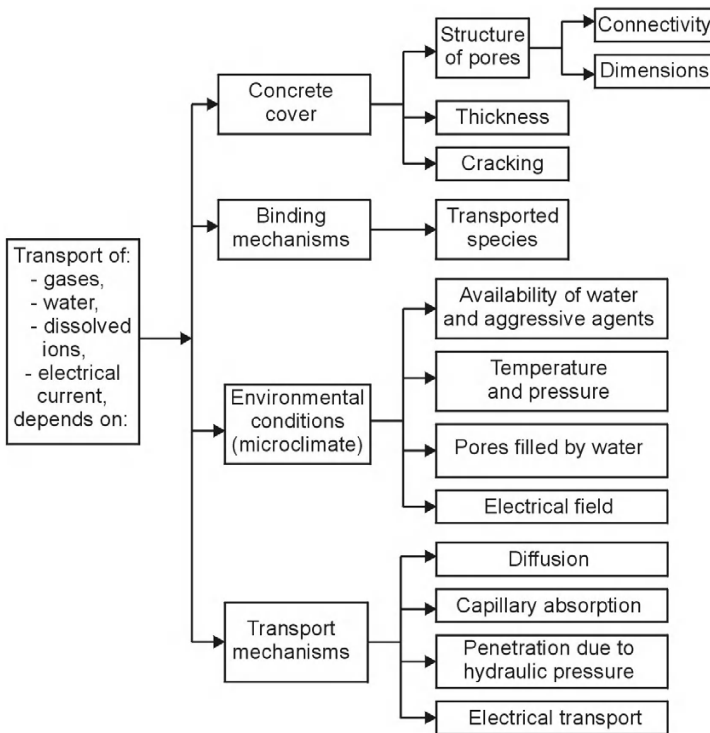 Transport of:
- gases,
- water,
- dissolved
ions,
- electrical
current,
depends on:
Concrete
cover
Structure
of pores
Connectivity
Dimensions
Thickness
Cracking
Binding
mechanisms
Transported
species
Environmental
conditions
(microclimate)
Availability of water
and aggressive agents
Temperature
and pressure
Pores filled by water
Electrical field
Transport
mechanisms
Diffusion
Capillary absorption
Penetration due to
hydraulic pressure
Electrical transport